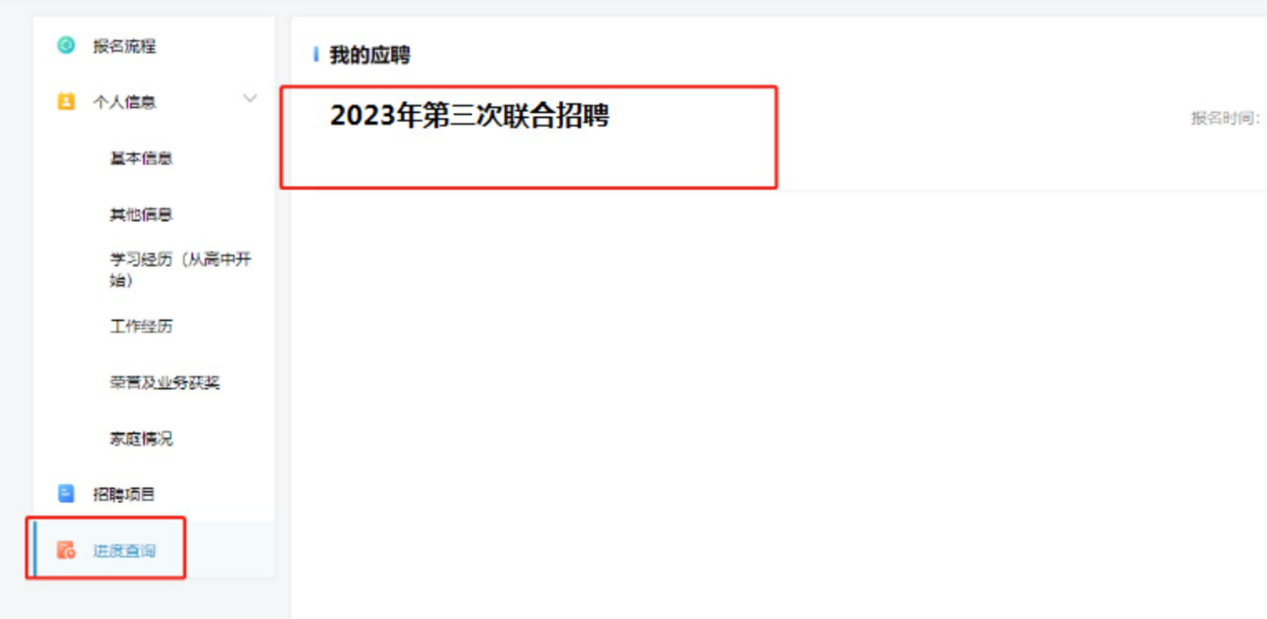 报名流程
个人信息
基本信息
其他信息
学习经历（从高中开
始）
工作经历
荣誉及业务获奖
家庭情况
招聘项目
进度查询
我的应聘
2023年第三次联合招聘
报名时间：